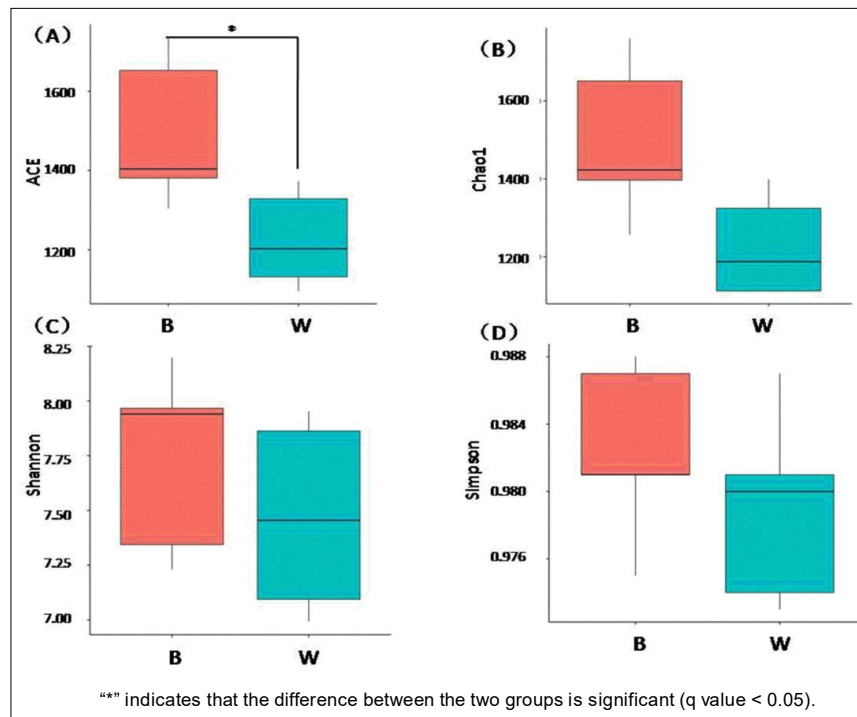 (A)
*
1600
1400
1200
ACE
B W
(B)
1600
1400
1200
Chao1
B W
(C)
8.25
8.00
7.75
7.50
7.25
7.00
Shannon
B W
(D)
0.988
0.984
0.980
0.976
Simpson
B W
“*” indicates that the difference between the two groups is significant (q value < 0.05).